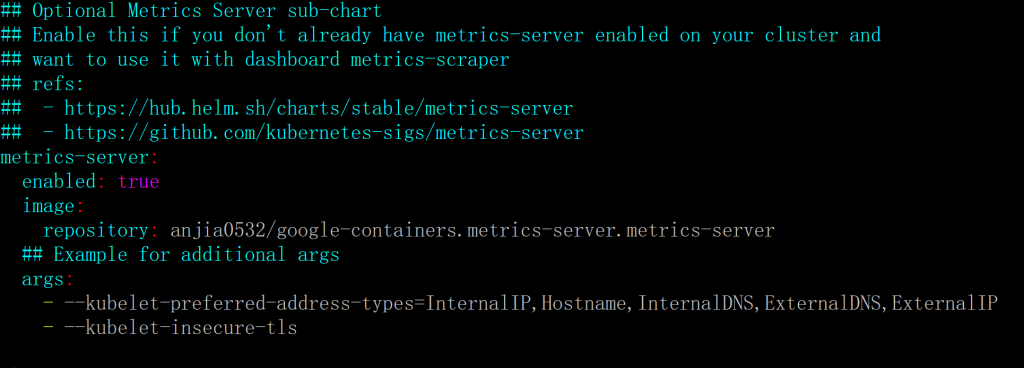 ## Optional Metrics Server sub-chart
## Enable this if you don't already have metrics-server enabled on your cluster and
## want to use it with dashboard metrics-scraper
## refs:
##  - https://hub.helm.sh/charts/stable/metrics-server
##  - https://github.com/kubernetes-sigs/metrics-server
metrics-server:
  enabled: true
  image:
    repository: anjia0532/google-containers.metrics-server.metrics-server
  ## Example for additional args
  args:
    - --kubelet-preferred-address-types=InternalIP,Hostname,InternalDNS,ExternalDNS,ExternalIP
    - --kubelet-insecure-tls